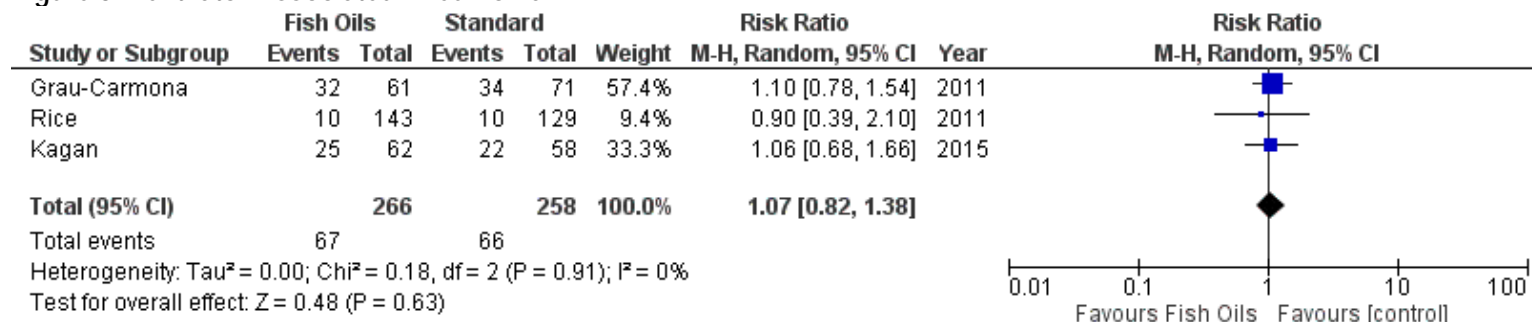 Fish Oils Standard Risk Ratio Risk Ratio
Study or Subgroup Events Total Events Total Weight M-H, Random, 95% CI Year M-H, Random, 95% CI
Grau-Carmona 32 61 34 71 57.4% 1.10 [0.78, 1.54] 2011
Rice 10 143 10 129 9.4% 0.90 [0.39, 2.10] 2011
Kagan 25 62 22 58 33.3% 1.06 [0.68, 1.66] 2015
Total (95% CI) 266 258 100.0% 1.07 [0.82, 1.38]
Total events 67 66
Heterogeneity: Tau² = 0.00; Chi² = 0.18, df = 2 (P = 0.91); I² = 0%
Test for overall effect: Z = 0.48 (P = 0.63)
0.01 0.1 1 10 100
Favours Fish Oils Favours [control]